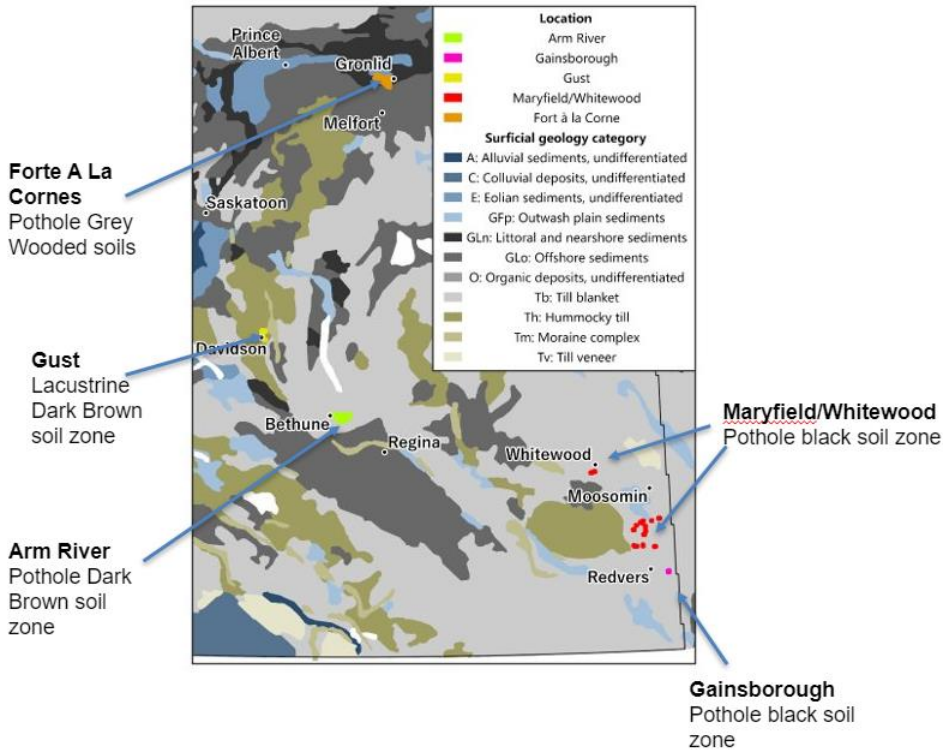 Prince
Albert
Gronlid
Melfort
Saskatoon
Davidson
Bethune
Regina
Whitewood
Moosomin
Redvers
Location
Arm River
Gainsborough
Gust
Maryfield/Whitewood
Fort à la Corne
Surficial geology category
A: Alluvial sediments, undifferentiated
C: Colluvial deposits, undifferentiated
E: Eolian sediments, undifferentiated
GFp: Outwash plain sediments
GLn: Littoral and nearshore sediments
GLo: Offshore sediments
O: Organic deposits, undifferentiated
Tb: Till blanket
Th: Hummocky till
Tm: Moraine complex
Tv: Till veneer
Forte A La
Cornes
Pothole Grey
Wooded soils
Gust
Lacustrine
Dark Brown
soil zone
Arm River
Pothole Dark
Brown soil
zone
Maryfield/Whitewood
Pothole black soil zone
Gainsborough
Pothole black soil
zone